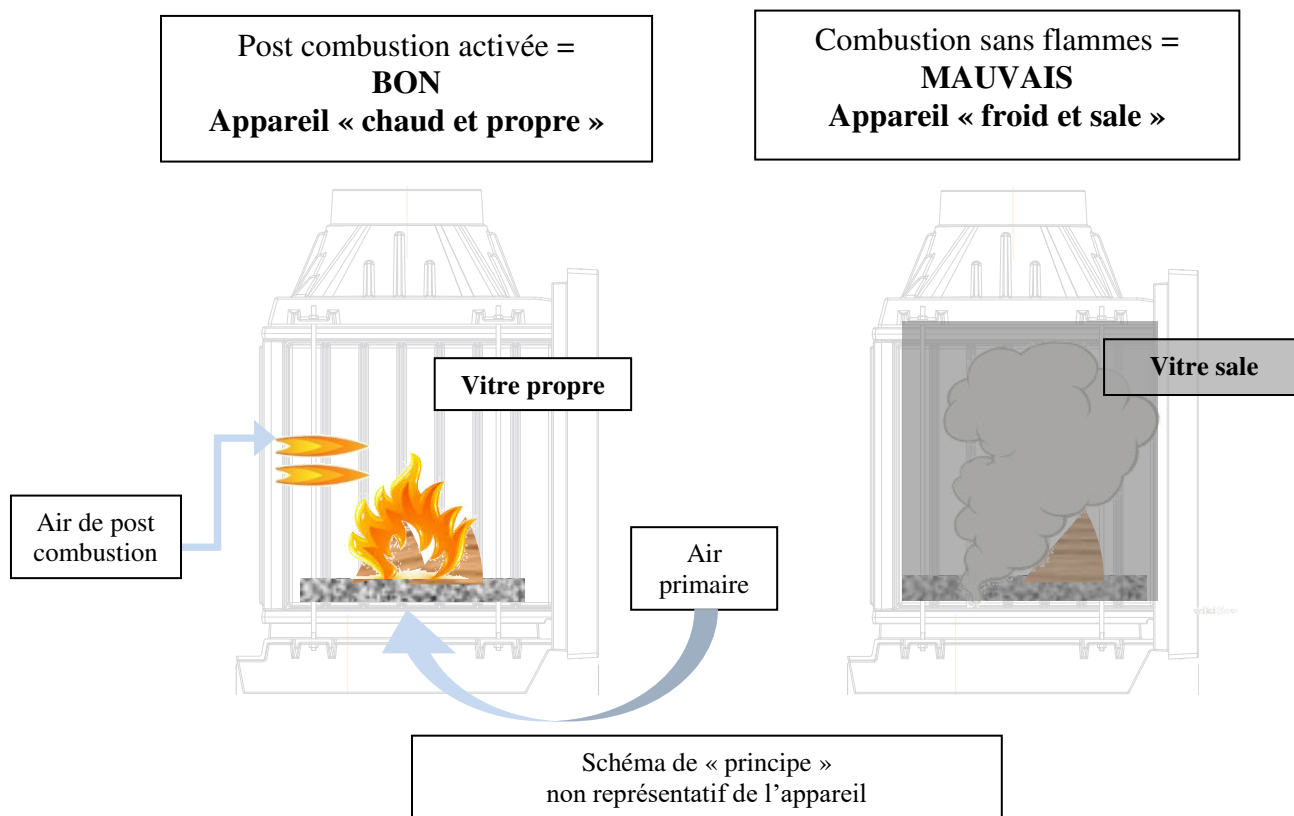 Post combustion activée =
BON
Appareil « chaud et propre »
Combustion sans flammes =
MAUVAIS
Appareil « froid et sale »
Vitre propre
Vitre sale
Air de post
combustion
Air
primaire
Schéma de « principe »
non représentatif de l’appareil